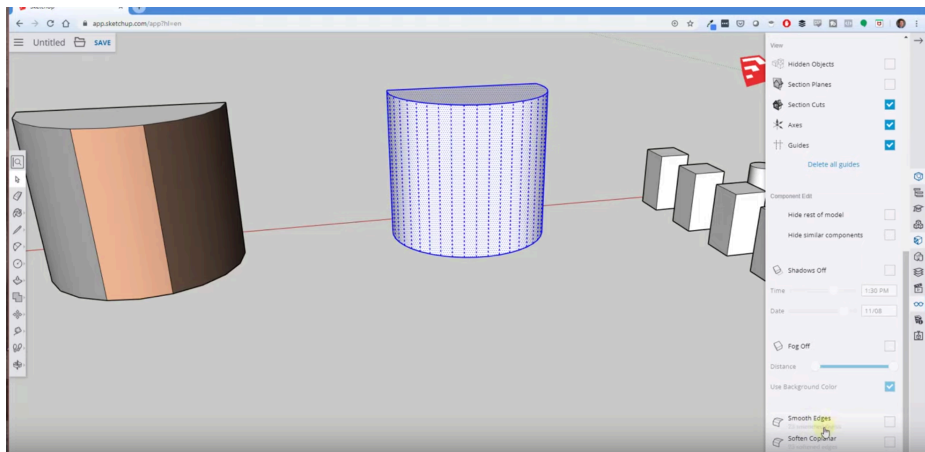 SketchUp
app.sketchup.com/app?hl=en
Untitled SAVE
View
Hidden Objects
Section Planes
Section Cuts
Axes
Guides
Delete all guides
Component Edit
Hide rest of model
Hide similar components
Shadows Off
Time 1:30 PM
Date 11/08
Fog Off
Distance
Use Background Color
Smooth Edges
Soften Coplanar